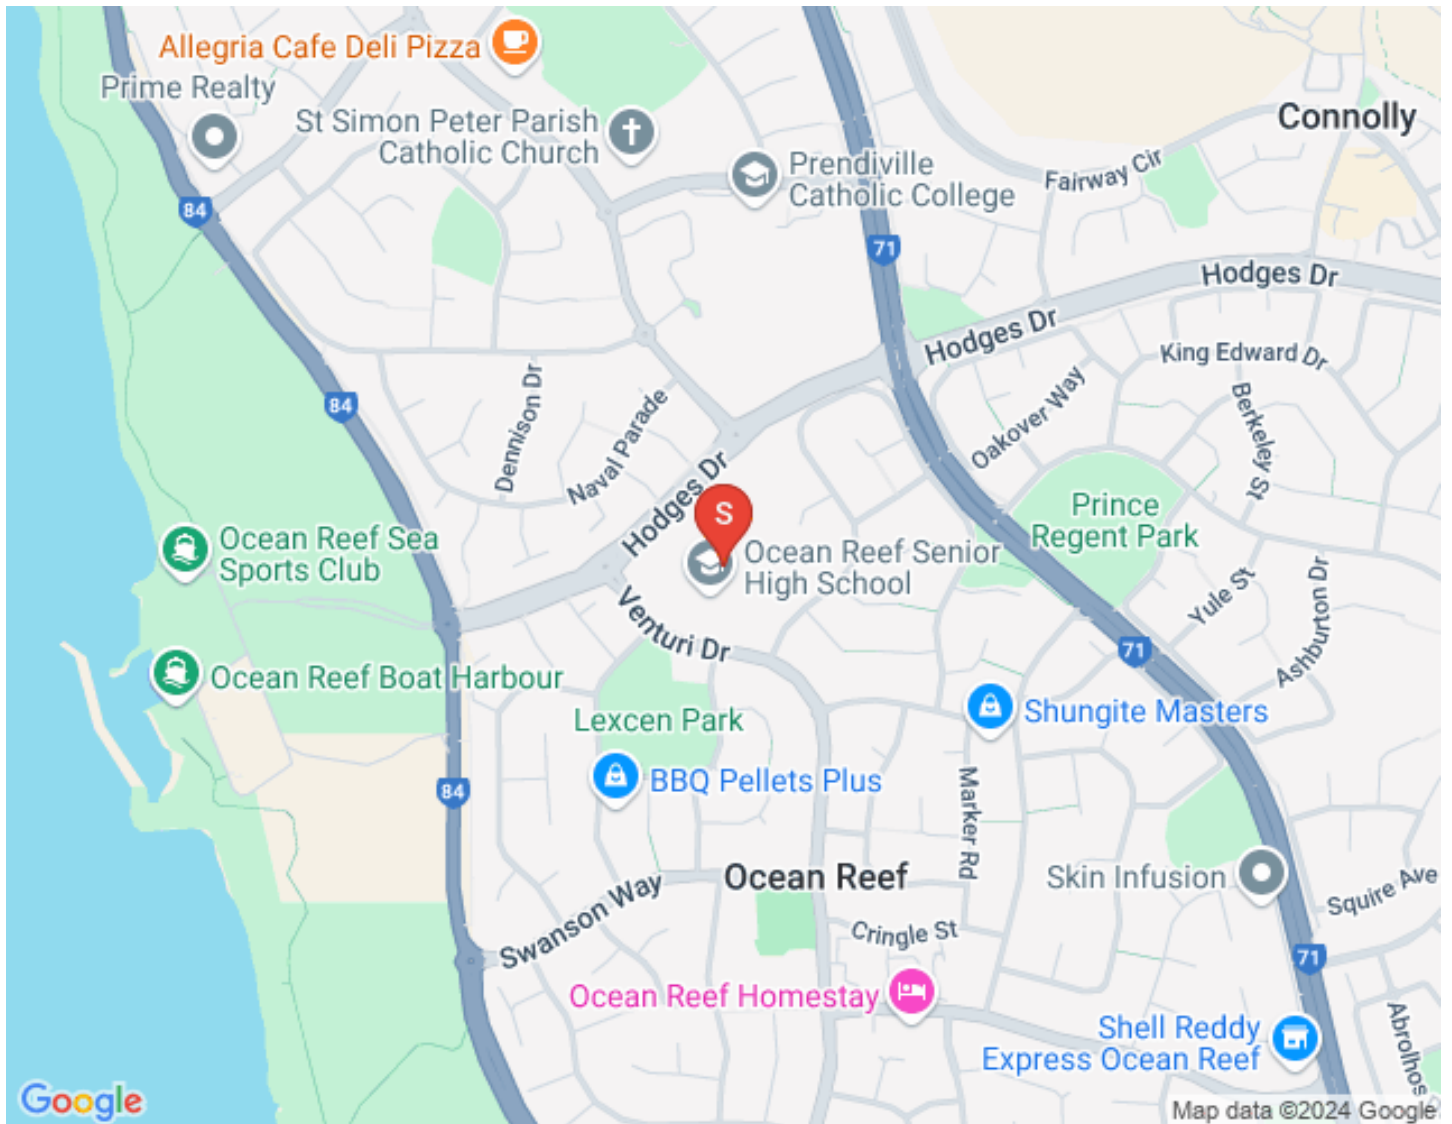 Allegria Cafe Deli Pizza
Prime Realty
St Simon Peter Parish
Catholic Church
Prendiville
Catholic College
Connolly
Fairway Cir
84
71
Hodges Dr
Hodges Dr
King Edward Dr
Dennison Dr
84
Naval Parade
Oakover Way
Berkeley St
Hodges Dr
S
Prince
Regent Park
Ocean Reef Sea
Sports Club
Ocean Reef Senior
High School
Venturi Dr
Yule St
Ashburton Dr
71
Ocean Reef Boat Harbour
Lexcen Park
Shungite Masters
84
BBQ Pellets Plus
Marker Rd
Ocean Reef
Skin Infusion
Squire Ave
Swanson Way
Cringle St
71
Ocean Reef Homestay
Shell Reddy
Express Ocean Reef
Abrolhos
Google
Map data ©2024 Google